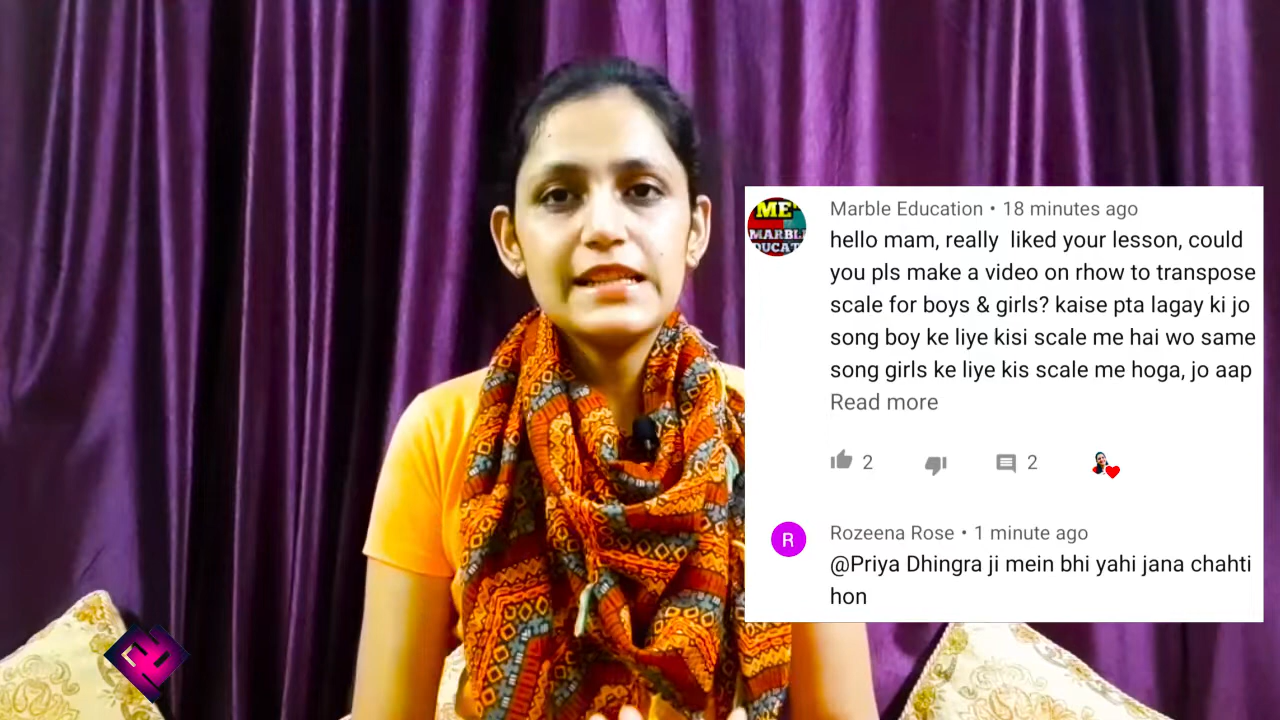 ME
MARBL
DUCAT
Marble Education • 18 minutes ago
hello mam, really liked your lesson, could
you pls make a video on rhow to transpose
scale for boys & girls? kaise pta lagay ki jo
song boy ke liye kisi scale me hai wo same
song girls ke liye kis scale me hoga, jo aap
Read more
2
2
R
Rozeena Rose • 1 minute ago
@Priya Dhingra ji mein bhi yahi jana chahti
hon